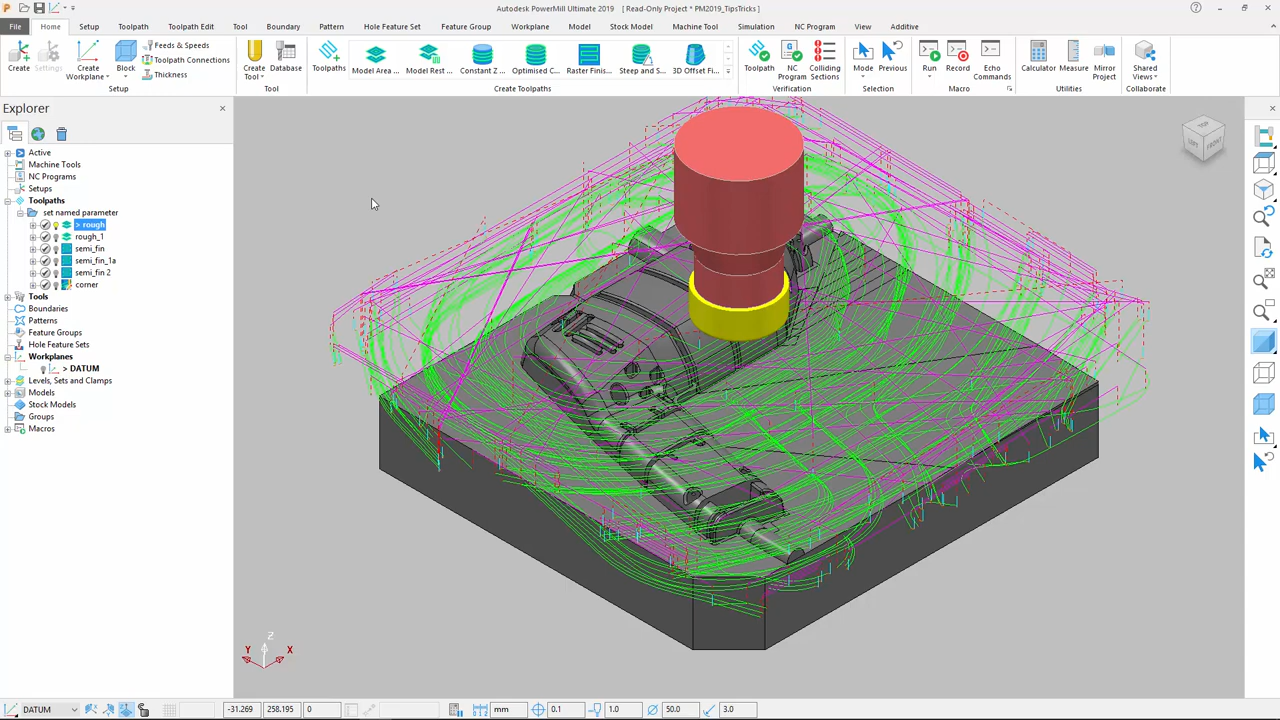 Autodesk PowerMill Ultimate 2019 [ Read-Only Project * PM2019_TipsTricks ]
File Home Setup Toolpath Toolpath Edit Tool Boundary Pattern Hole Feature Set Feature Group Workplane Model Stock Model Machine Tool Simulation NC Program View Additive
Create
Settings
Create
Workplane
Block
Feeds & Speeds
Toolpath Connections
Thickness
Setup
Create
Tool
Database
Tool
Toolpaths
Model Area ...
Model Rest ...
Constant Z ...
Optimised C...
Raster Finis...
Steep and S...
3D Offset Fi...
Create Toolpaths
Toolpath
NC
Program
Colliding
Sections
Verification
Mode
Previous
Selection
Run
Record
Echo
Commands
Macro
Calculator
Measure
Mirror
Project
Utilities
Shared
Views
Collaborate
Explorer
Active
Machine Tools
NC Programs
Setups
Toolpaths
set named parameter
> rough
rough_1
semi_fin
semi_fin_1a
semi_fin 2
corner
Tools
Boundaries
Patterns
Feature Groups
Hole Feature Sets
Workplanes
> DATUM
Levels, Sets and Clamps
Models
Stock Models
Groups
Macros
TOP
LEFT
FRONT
Z
Y
X
DATUM -31.269 258.195 0 mm 0.1 1.0 50.0 3.0